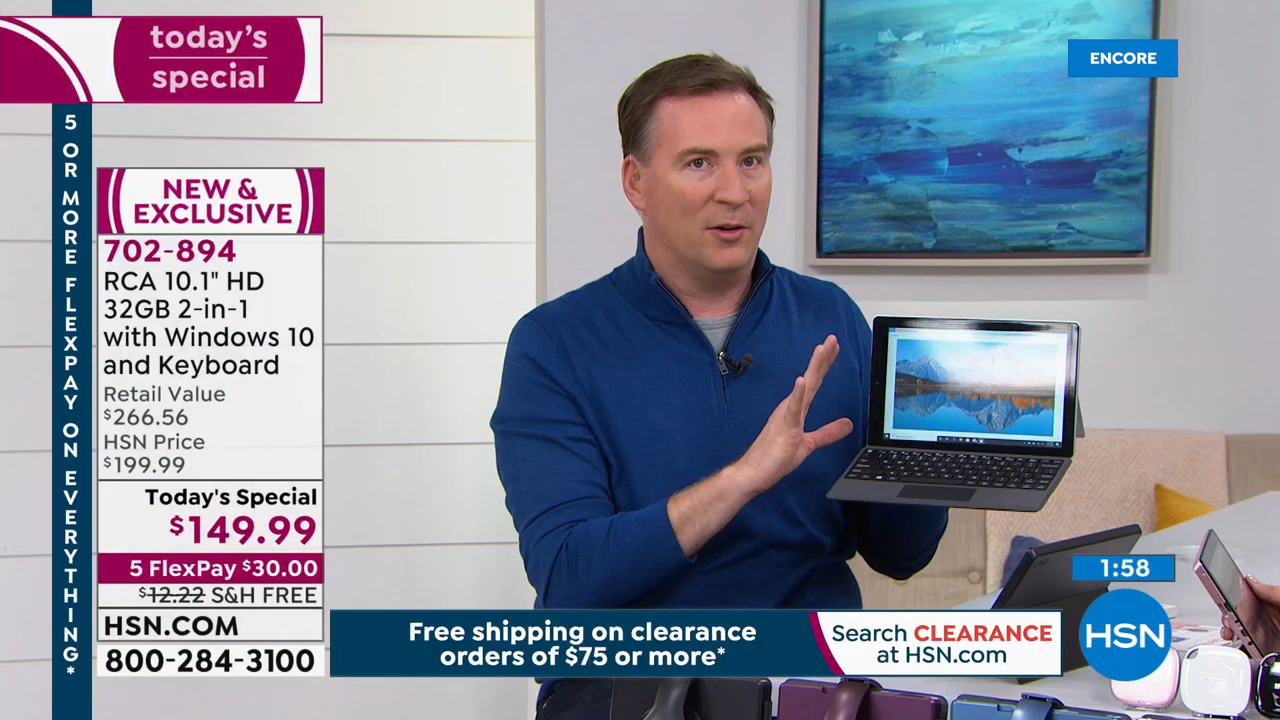 today's
special
ENCORE
5 OR MORE FLEXPAY ON EVERYTHING*
NEW &
EXCLUSIVE
702-894
RCA 10.1" HD
32GB 2-in-1
with Windows 10
and Keyboard
Retail Value
$266.56
HSN Price
$199.99
Today's Special
$149.99
5 FlexPay $30.00
$12.22 S&H FREE
HSN.COM
800-284-3100
Free shipping on clearance
orders of $75 or more*
Search CLEARANCE
at HSN.com
1:58
HSN